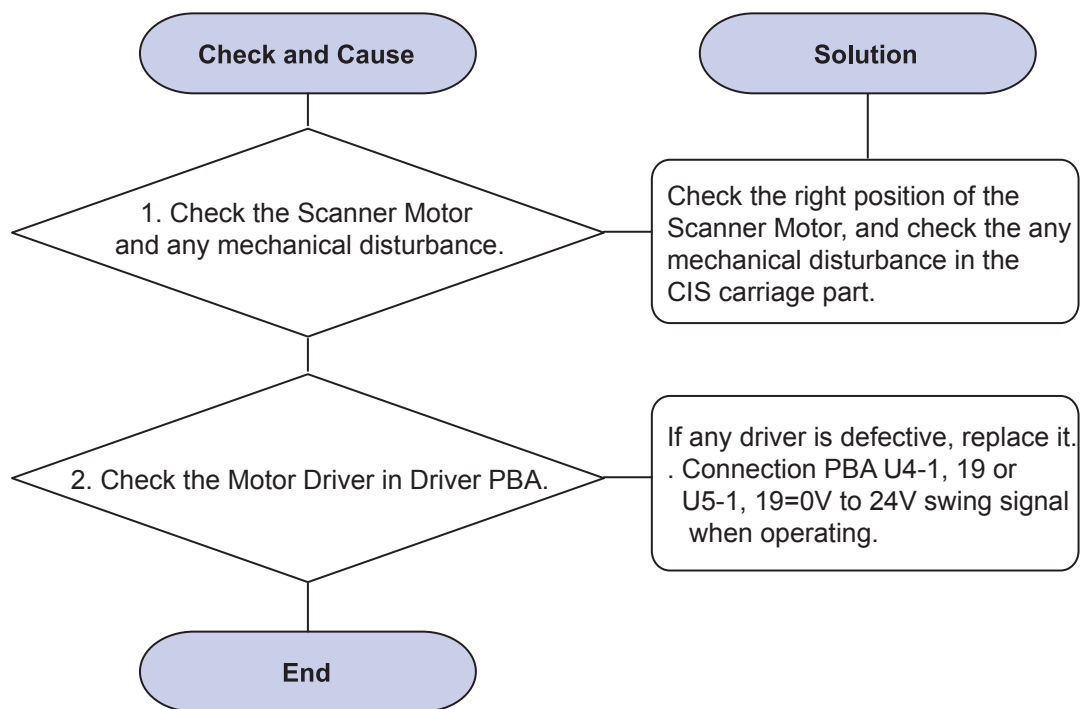 Check and Cause
Solution
1. Check the Scanner Motor
and any mechanical disturbance.
Check the right position of the
Scanner Motor, and check the any
mechanical disturbance in the
CIS carriage part.
2. Check the Motor Driver in Driver PBA.
If any driver is defective, replace it.
. Connection PBA U4-1, 19 or
U5-1, 19=0V to 24V swing signal
when operating.
End